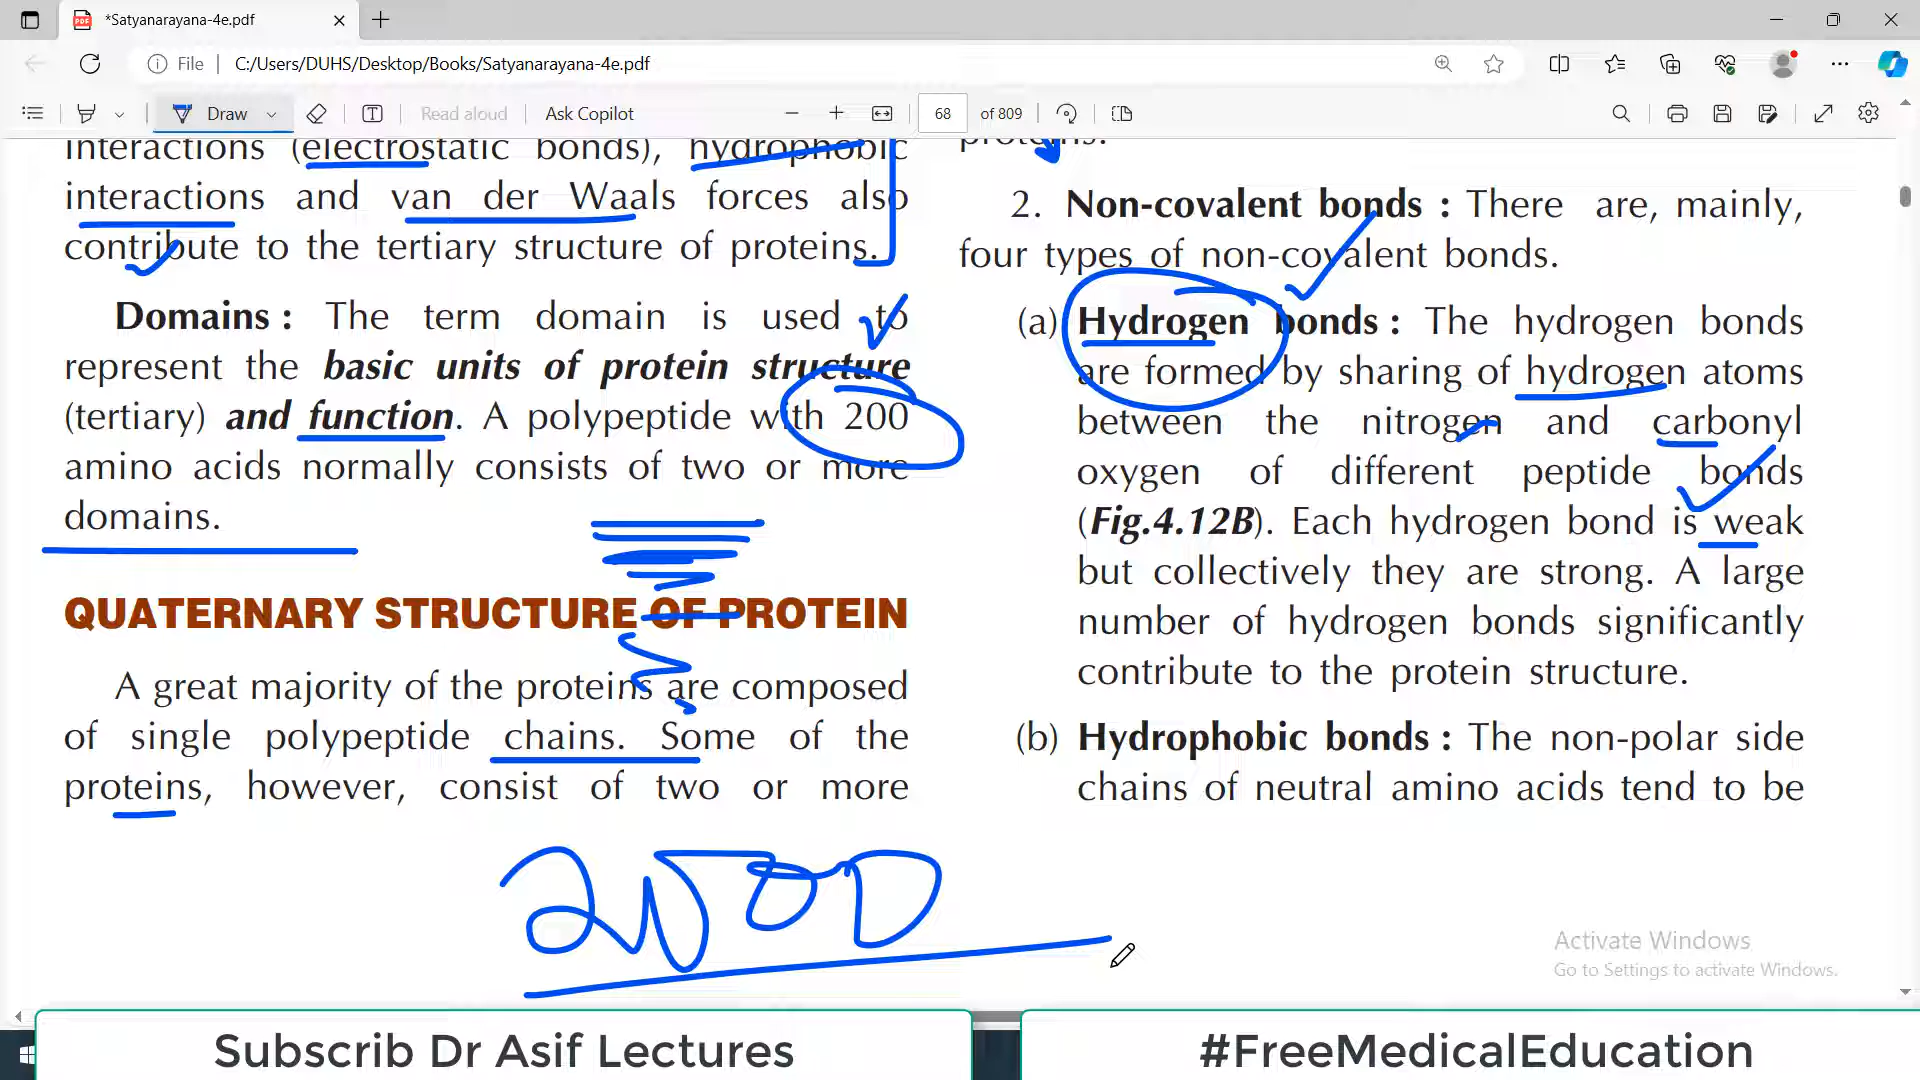 *Satyanarayana-4e.pdf
File
C:/Users/DUHS/Desktop/Books/Satyanarayana-4e.pdf
Draw
Read aloud
Ask Copilot
68
of 809
interactions (electrostatic bonds), hydrophobic
interactions and van der Waals forces also
contribute to the tertiary structure of proteins.
Domains : The term domain is used to
represent the basic units of protein structure
(tertiary) and function. A polypeptide with 200
amino acids normally consists of two or more
domains.
QUATERNARY STRUCTURE OF PROTEIN
A great majority of the proteins are composed
of single polypeptide chains. Some of the
proteins, however, consist of two or more
proteins.
2. Non-covalent bonds : There are, mainly,
four types of non-covalent bonds.
(a) Hydrogen bonds : The hydrogen bonds
are formed by sharing of hydrogen atoms
between the nitrogen and carbonyl
oxygen of different peptide bonds
(Fig.4.12B). Each hydrogen bond is weak
but collectively they are strong. A large
number of hydrogen bonds significantly
contribute to the protein structure.
(b) Hydrophobic bonds : The non-polar side
chains of neutral amino acids tend to be
Activate Windows
Go to Settings to activate Windows.
Subscrib Dr Asif Lectures
#FreeMedicalEducation